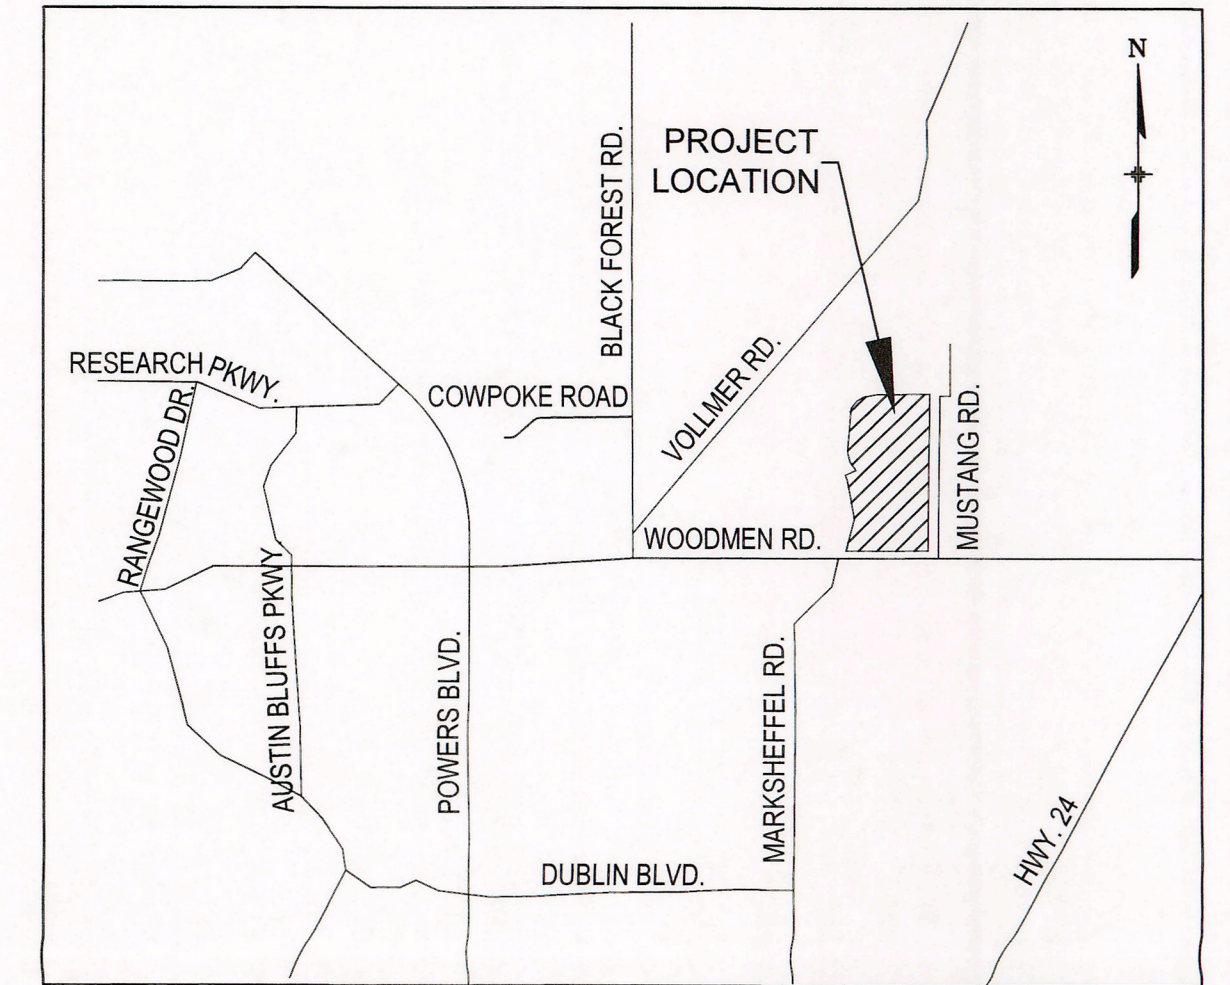 N
PROJECT
LOCATION
BLACK FOREST RD.
VOLLMER RD.
RESEARCH PKWY.
COWPOKE ROAD
RANGEWOOD DR.
MUSTANG RD.
WOODMEN RD.
AUSTIN BLUFFS PKWY
POWERS BLVD.
MARKSHEFFEL RD.
HWY. 24
DUBLIN BLVD.